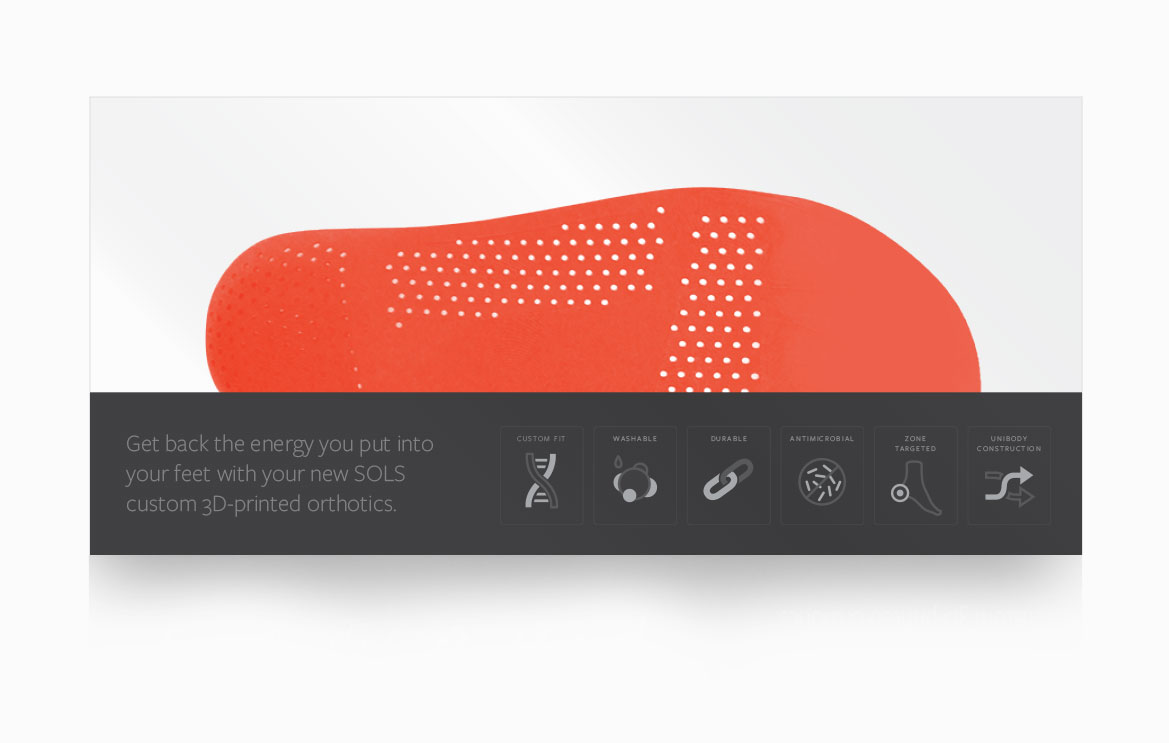 Get back the energy you put into
your feet with your new SOLS
custom 3D-printed orthotics.
CUSTOM FIT
WASHABLE
DURABLE
ANTIMICROBIAL
ZONE
TARGETED
UNIBODY
CONSTRUCTION